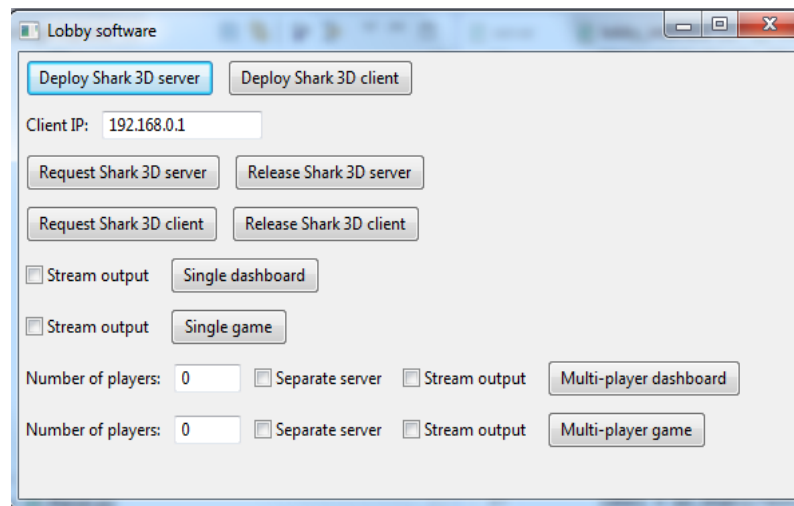 Lobby software
Deploy Shark 3D server Deploy Shark 3D client
Client IP: 192.168.0.1
Request Shark 3D server Release Shark 3D server
Request Shark 3D client Release Shark 3D client
Stream output Single dashboard
Stream output Single game
Number of players: 0 Separate server Stream output Multi-player dashboard
Number of players: 0 Separate server Stream output Multi-player game